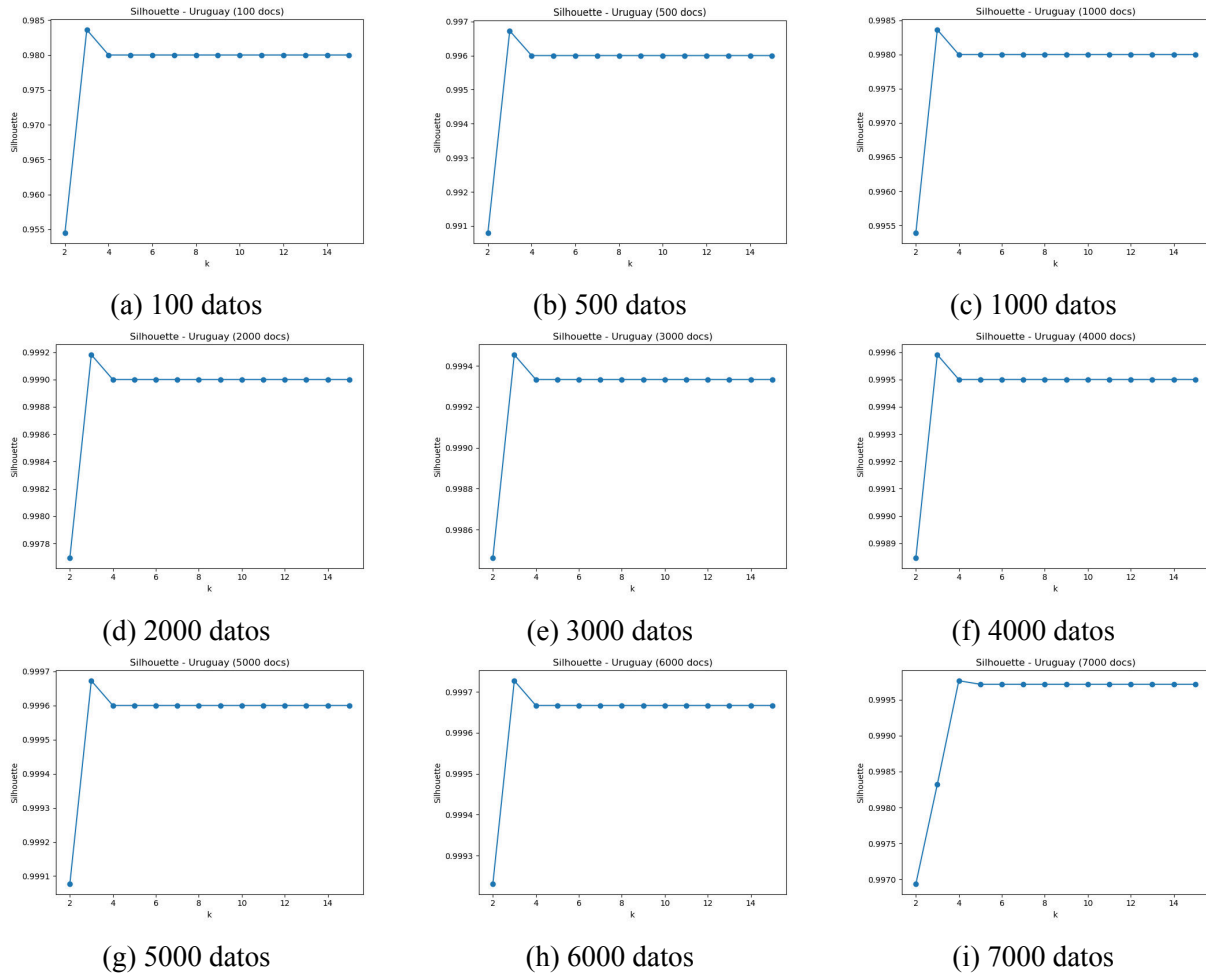 Silhouette - Uruguay (100 docs)
0.985
0.980
0.975
0.970
0.965
0.960
0.955
Silhouette
2 4 6 8 10 12 14
k
(a) 100 datos
Silhouette - Uruguay (500 docs)
0.997
0.996
0.995
0.994
0.993
0.992
0.991
Silhouette
2 4 6 8 10 12 14
k
(b) 500 datos
Silhouette - Uruguay (1000 docs)
0.9985
0.9980
0.9975
0.9970
0.9965
0.9960
0.9955
Silhouette
2 4 6 8 10 12 14
k
(c) 1000 datos
Silhouette - Uruguay (2000 docs)
0.9992
0.9990
0.9988
0.9986
0.9984
0.9982
0.9980
0.9978
Silhouette
2 4 6 8 10 12 14
k
(d) 2000 datos
Silhouette - Uruguay (3000 docs)
0.9994
0.9992
0.9990
0.9988
0.9986
Silhouette
2 4 6 8 10 12 14
k
(e) 3000 datos
Silhouette - Uruguay (4000 docs)
0.9996
0.9995
0.9994
0.9993
0.9992
0.9991
0.9990
0.9989
Silhouette
2 4 6 8 10 12 14
k
(f) 4000 datos
Silhouette - Uruguay (5000 docs)
0.9997
0.9996
0.9995
0.9994
0.9993
0.9992
0.9991
Silhouette
2 4 6 8 10 12 14
k
(g) 5000 datos
Silhouette - Uruguay (6000 docs)
0.9997
0.9996
0.9995
0.9994
0.9993
Silhouette
2 4 6 8 10 12 14
k
(h) 6000 datos
Silhouette - Uruguay (7000 docs)
0.9995
0.9990
0.9985
0.9980
0.9975
0.9970
Silhouette
2 4 6 8 10 12 14
k
(i) 7000 datos